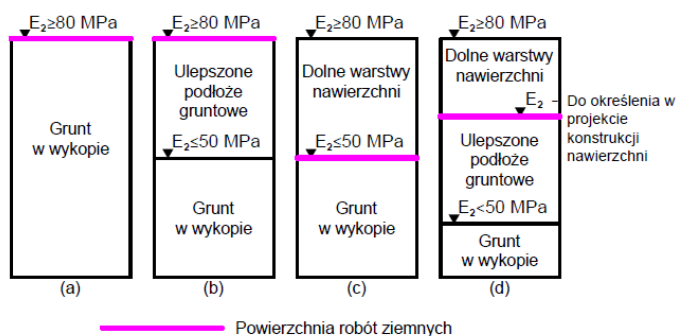 E₂≥80 MPa
Grunt
w wykopie
(a)
E₂≥80 MPa
Ulepszone
podłoże
gruntowe
E₂≤50 MPa
Grunt
w wykopie
(b)
E₂≥80 MPa
Dolne warstwy
nawierzchni
E₂≤50 MPa
Grunt
w wykopie
(c)
E₂≥80 MPa
Dolne warstwy
nawierzchni
E₂ – Do określenia w
projekcie
konstrukcji
nawierzchni
Ulepszone
podłoże
gruntowe
E₂<50 MPa
Grunt
w wykopie
(d)
Powierzchnia robót ziemnych